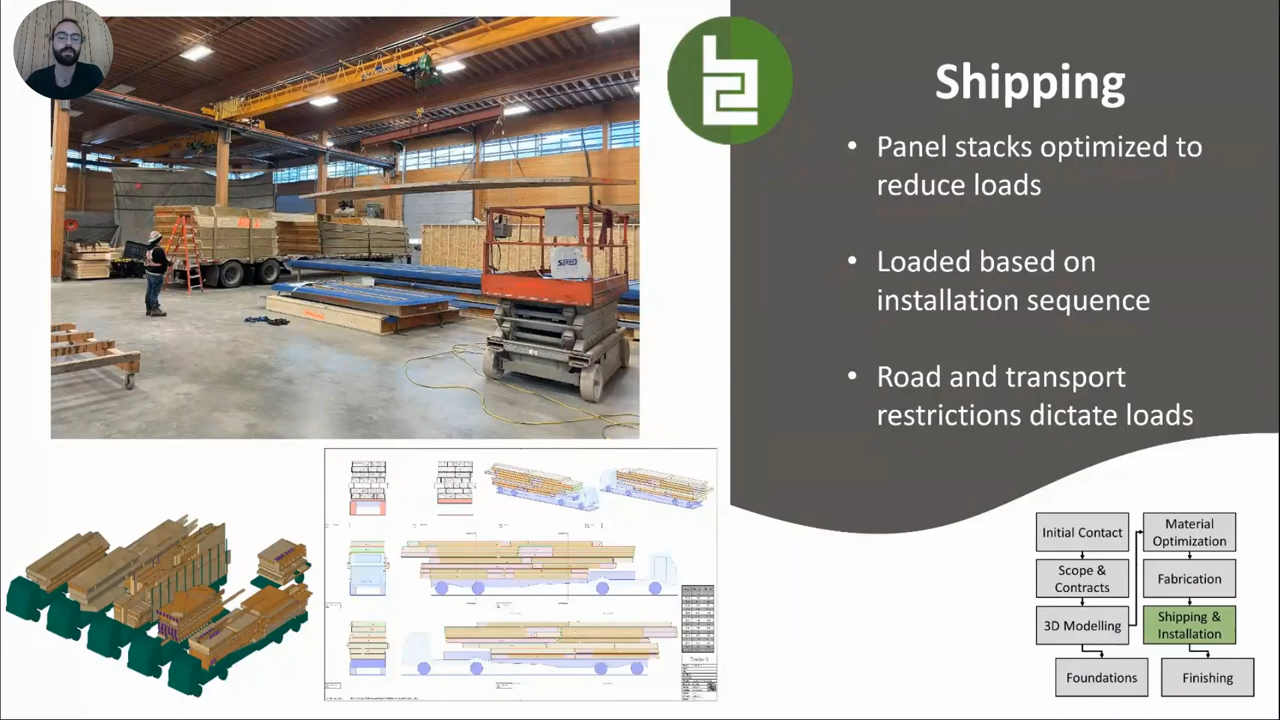 Shipping
• Panel stacks optimized to
reduce loads
• Loaded based on
installation sequence
• Road and transport
restrictions dictate loads
Initial Contact
Scope &
Contracts
3D Modelling
Foundations
Material
Optimization
Fabrication
Shipping &
Installation
Finishing